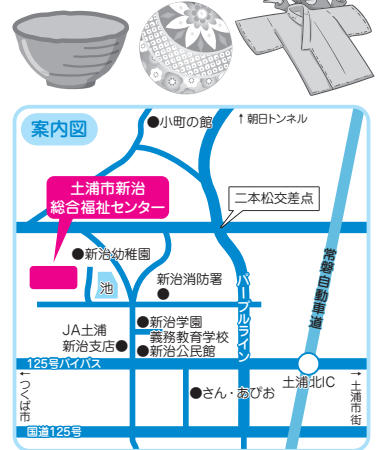 案内図
●小町の館
↑朝日トンネル
土浦市新治
総合福祉センター
二本松交差点
●新治幼稚園
池
新治消防署
●
常磐自動車道
パープルライン
●新治学園
義務教育学校
JA土浦
新治支店●
●新治公民館
125号バイパス
土浦北IC
←つくば市
●さん・あぴお
→土浦市街
国道125号